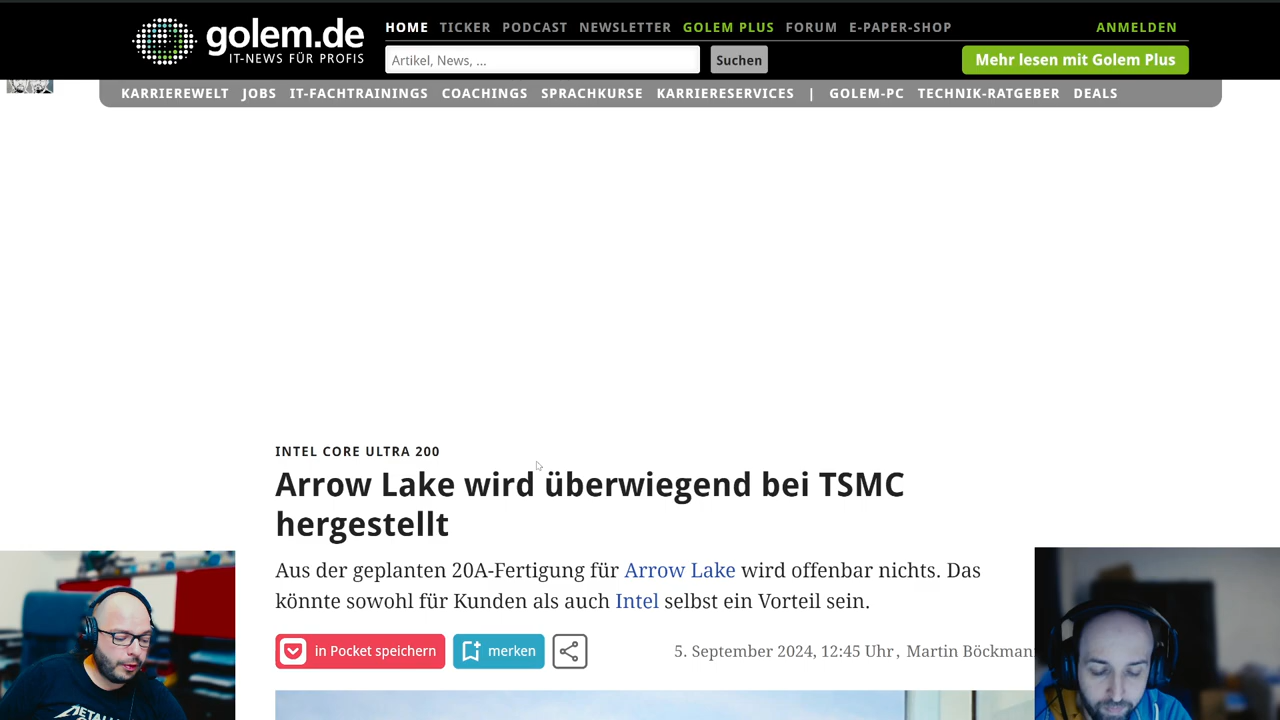 golem.de
IT-NEWS FÜR PROFIS
HOME TICKER PODCAST NEWSLETTER GOLEM PLUS FORUM E-PAPER-SHOP
ANMELDEN
Artikel, News, ...
Suchen
Mehr lesen mit Golem Plus
KARRIEREWELT JOBS IT-FACHTRAININGS COACHINGS SPRACHKURSE KARRIERESERVICES | GOLEM-PC TECHNIK-RATGEBER DEALS
INTEL CORE ULTRA 200
Arrow Lake wird überwiegend bei TSMC
hergestellt
Aus der geplanten 20A-Fertigung für Arrow Lake wird offenbar nichts. Das
könnte sowohl für Kunden als auch Intel selbst ein Vorteil sein.
in Pocket speichern
merken
5. September 2024, 12:45 Uhr, Martin Böckman